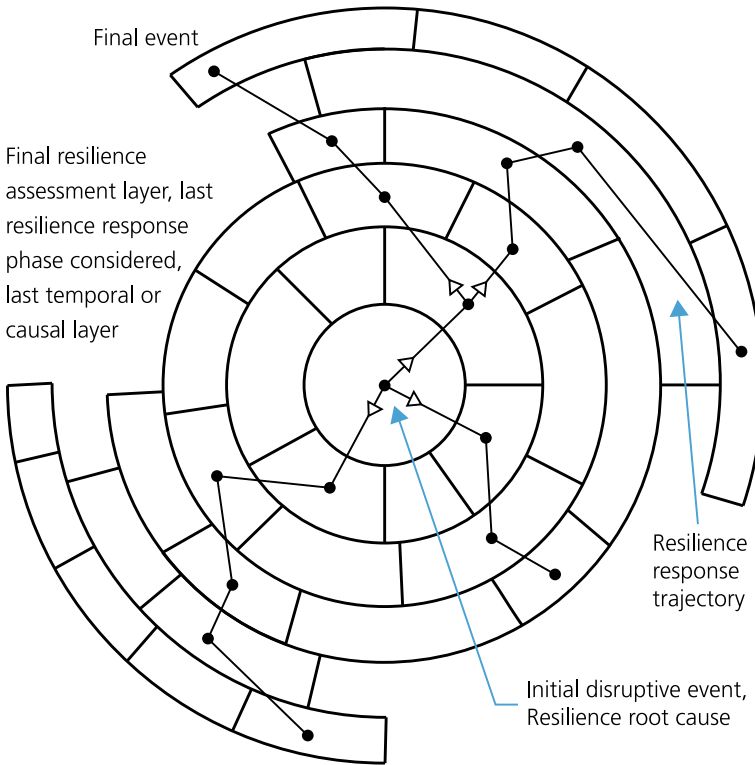 Final event
Final resilience
assessment layer, last
resilience response
phase considered,
last temporal or
causal layer
Resilience
response
trajectory
Initial disruptive event,
Resilience root cause